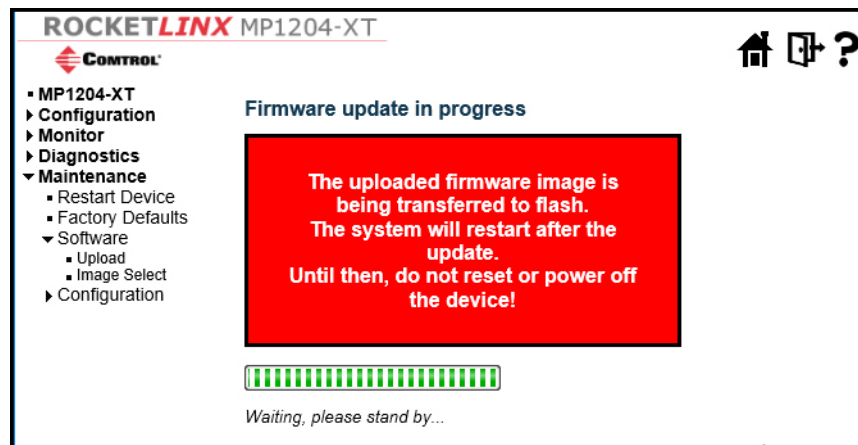 ROCKETLINX MP1204-XT
COMTROL
MP1204-XT
Configuration
Monitor
Diagnostics
Maintenance
Restart Device
Factory Defaults
Software
Upload
Image Select
Configuration
Firmware update in progress
The uploaded firmware image is
being transferred to flash.
The system will restart after the
update.
Until then, do not reset or power off
the device!
Waiting, please stand by...